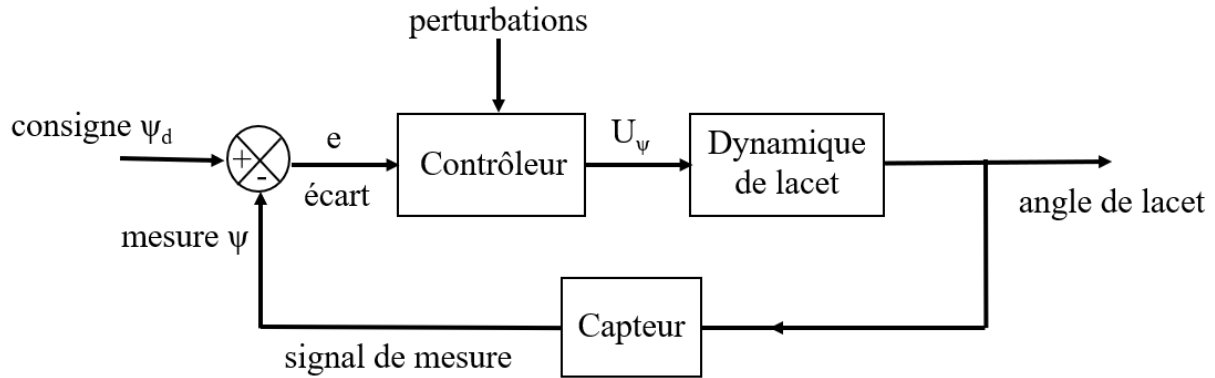 perturbations
consigne ψd
+
-
e
écart
Contrôleur
Uψ
Dynamique
de lacet
angle de lacet
mesure ψ
Capteur
signal de mesure